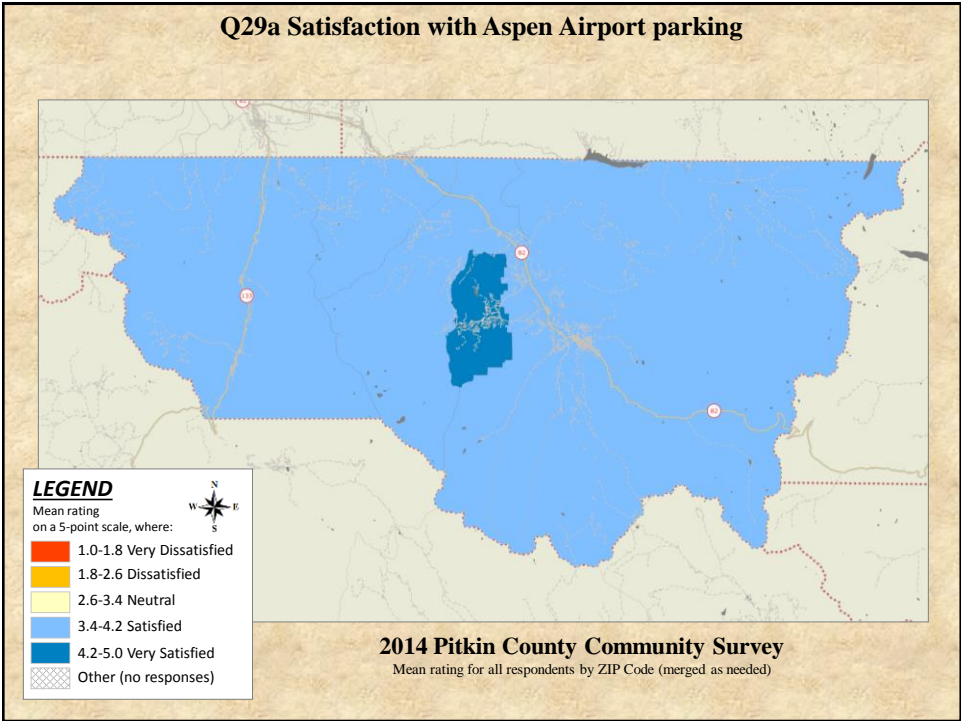 Q29a Satisfaction with Aspen Airport parking
82
133
82
LEGEND
Mean rating
on a 5-point scale, where:
N
W E
S
1.0-1.8 Very Dissatisfied
1.8-2.6 Dissatisfied
2.6-3.4 Neutral
3.4-4.2 Satisfied
4.2-5.0 Very Satisfied
Other (no responses)
2014 Pitkin County Community Survey
Mean rating for all respondents by ZIP Code (merged as needed)